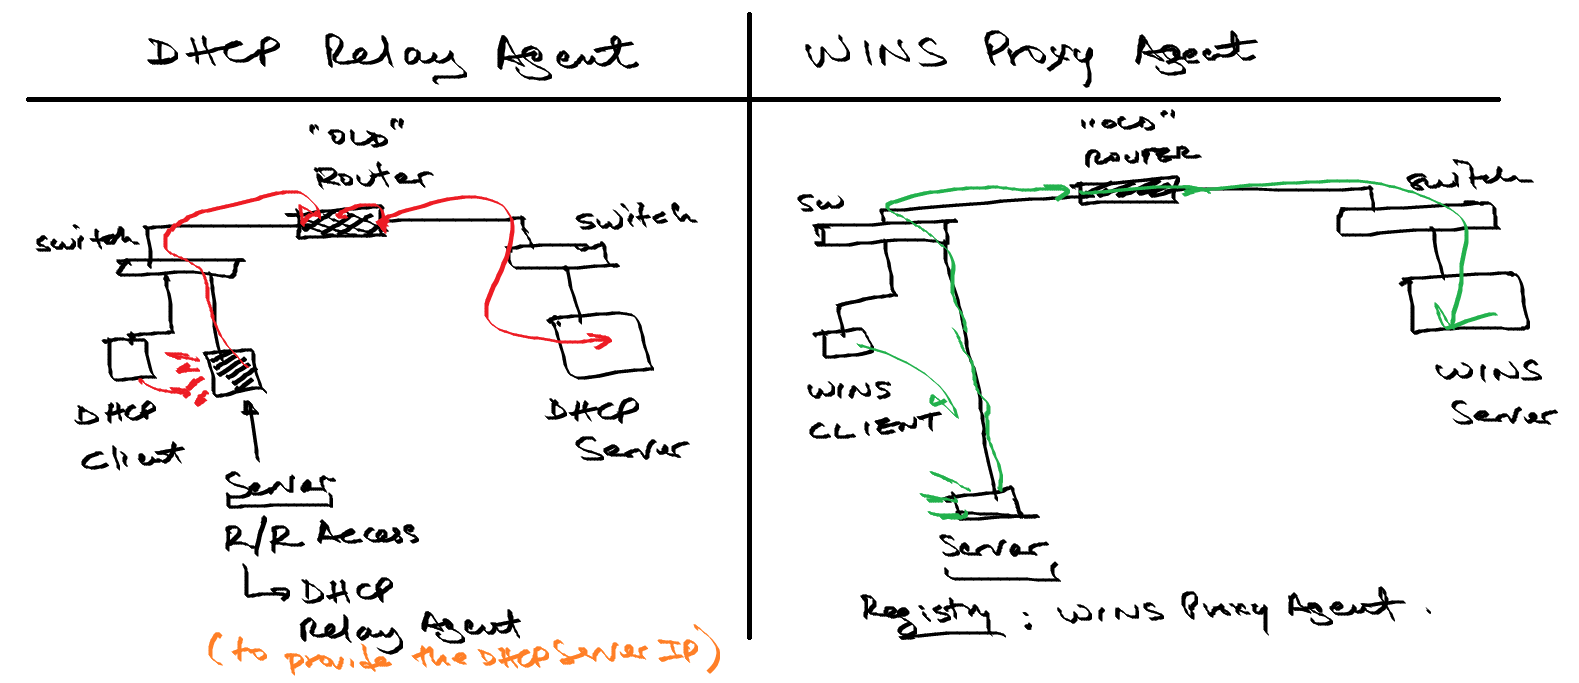 DHCP Relay Agent
"OLD"
Router
switch
switch
DHCP
Client
DHCP
Server
Server
R/R Access
DHCP
Relay Agent
(to provide the DHCP Server IP)
WINS Proxy Agent
"OLD"
ROUTER
SW
switch
WINS
CLIENT
WINS
Server
Server
Registry : WINS Proxy Agent.